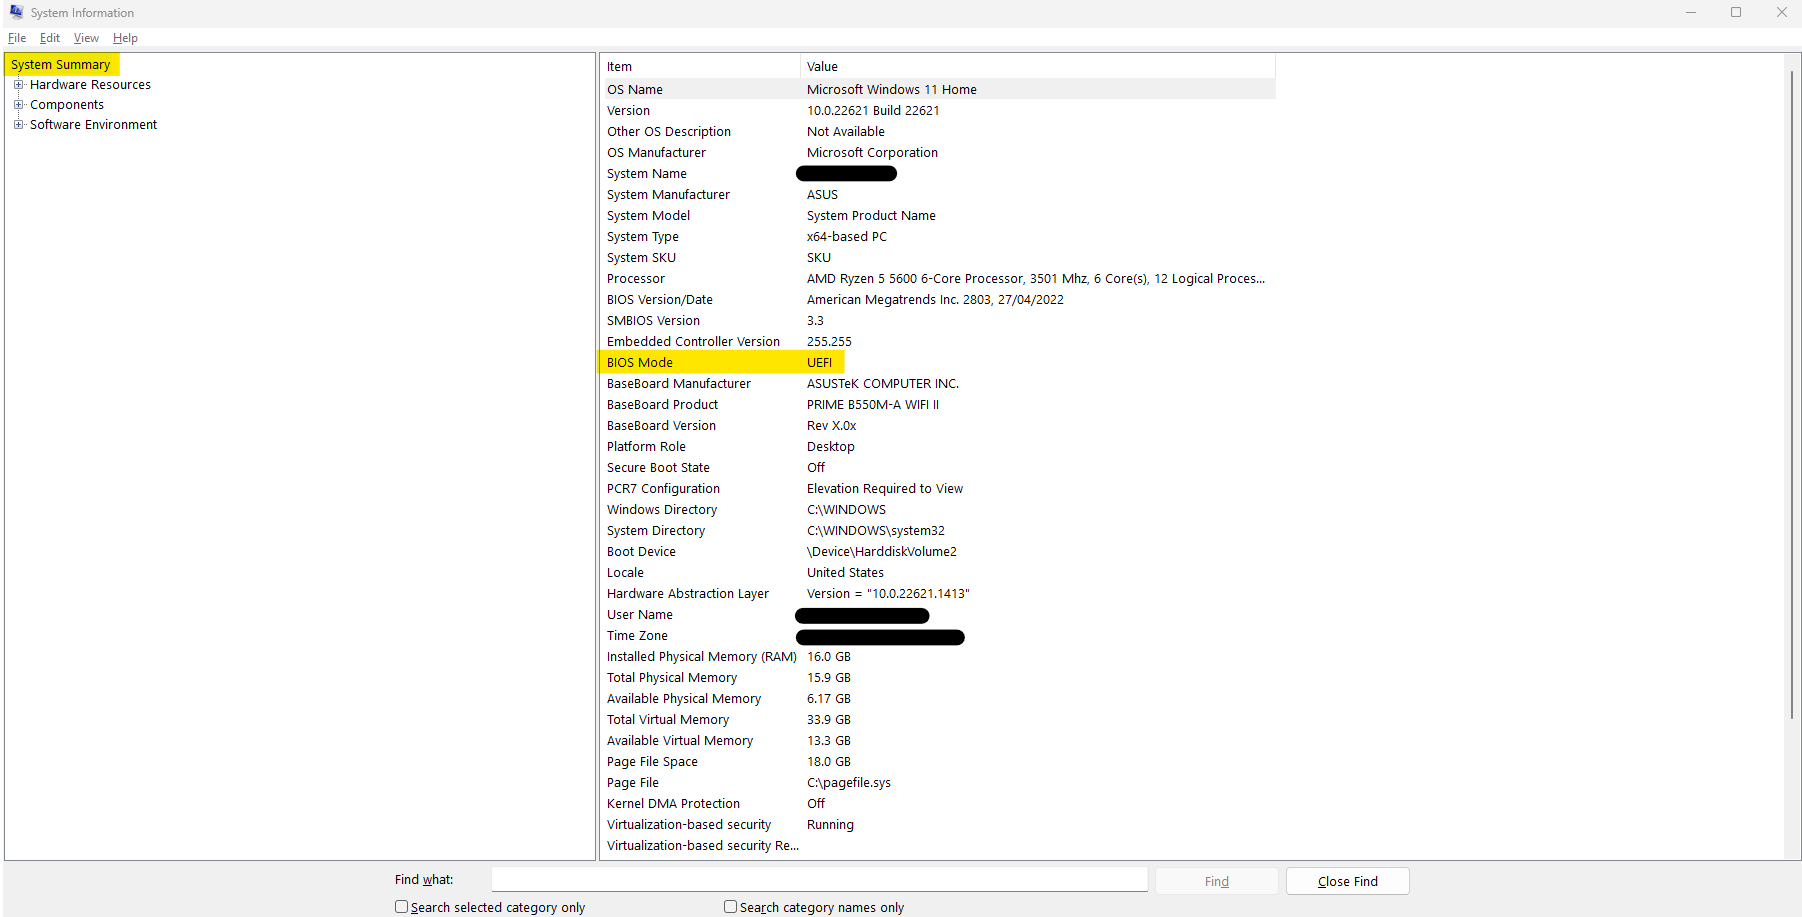 System Information
File Edit View Help
System Summary
Hardware Resources
Components
Software Environment
Item Value
OS Name Microsoft Windows 11 Home
Version 10.0.22621 Build 22621
Other OS Description Not Available
OS Manufacturer Microsoft Corporation
System Name
System Manufacturer ASUS
System Model System Product Name
System Type x64-based PC
System SKU SKU
Processor AMD Ryzen 5 5600 6-Core Processor, 3501 Mhz, 6 Core(s), 12 Logical Proces...
BIOS Version/Date American Megatrends Inc. 2803, 27/04/2022
SMBIOS Version 3.3
Embedded Controller Version 255.255
BIOS Mode UEFI
BaseBoard Manufacturer ASUSTeK COMPUTER INC.
BaseBoard Product PRIME B550M-A WIFI II
BaseBoard Version Rev X.0x
Platform Role Desktop
Secure Boot State Off
PCR7 Configuration Elevation Required to View
Windows Directory C:\WINDOWS
System Directory C:\WINDOWS\system32
Boot Device \Device\HarddiskVolume2
Locale United States
Hardware Abstraction Layer Version = "10.0.22621.1413"
User Name
Time Zone
Installed Physical Memory (RAM) 16.0 GB
Total Physical Memory 15.9 GB
Available Physical Memory 6.17 GB
Total Virtual Memory 33.9 GB
Available Virtual Memory 13.3 GB
Page File Space 18.0 GB
Page File C:\pagefile.sys
Kernel DMA Protection Off
Virtualization-based security Running
Virtualization-based security Re...
Find what: Find Close Find
Search selected category only Search category names only